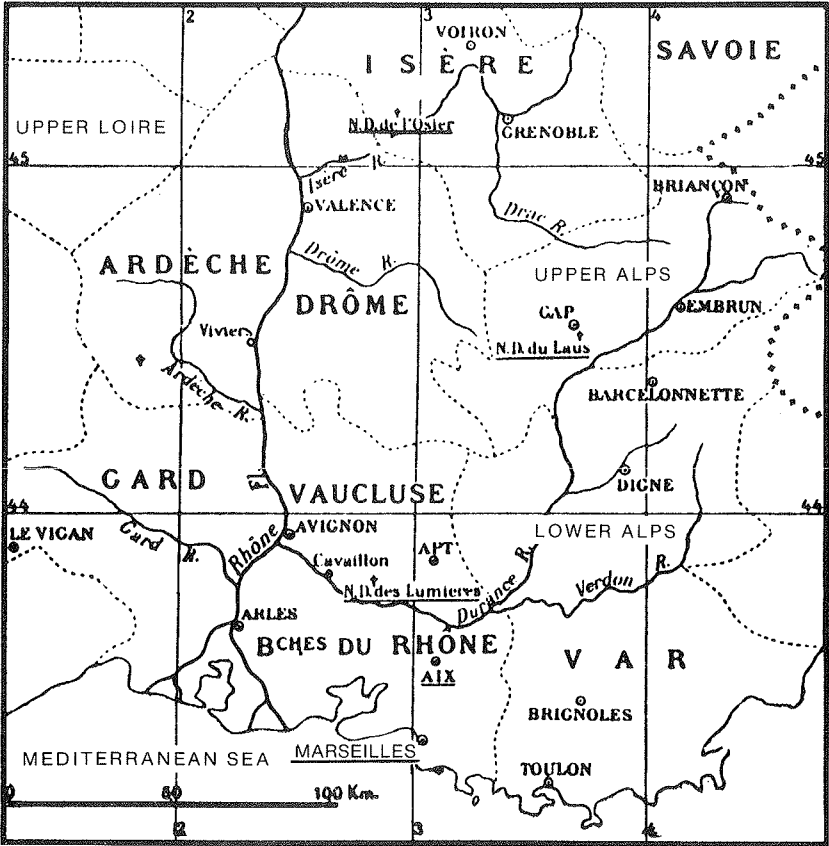 2 3 4
VOIRON
ISÈRE SAVOIE
N.D. de l'Osier
UPPER LOIRE
GRENOBLE
45 45
Isère R.
BRIANÇON
VALENCE
Drac R.
ARDÈCHE
Drôme R.
UPPER ALPS
DRÔME
GAP
EMBRUN
Viviers
N.D. du Laus
Ardèche R.
BARCELONNETTE
GARD
DIGNE
VAUCLUSE
44 44
LE VIGAN
Gard R.
Rhône
AVIGNON
LOWER ALPS
Cavaillon
APT
N.D. des Lumieres
Durance R.
Verdon R.
ARLES
BCHES DU RHÔNE
VAR
AIX
BRIGNOLES
MEDITERRANEAN SEA
MARSEILLES
TOULON
0 50 100 Km.
2 3 4